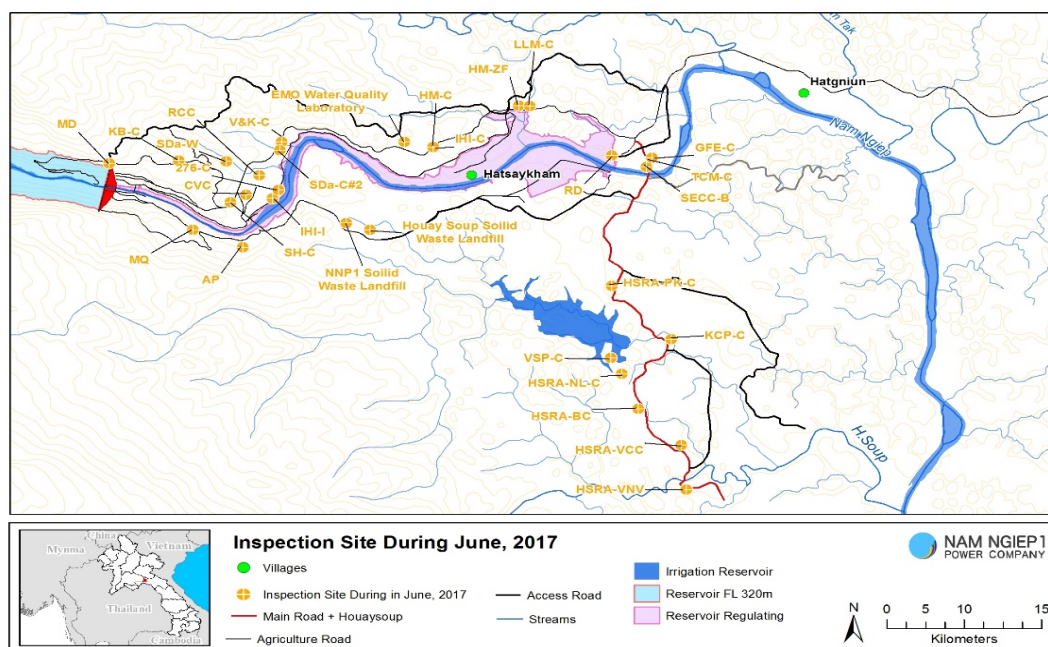 m Tak
LLM-C
HM-ZF
Hatgniun
RCC
EMO Water Quality
Laboratory
HM-C
MD
KB-C
V&K-C
SDa-W
IHI-C
Nam Ngiep
276-C
GFE-C
CVC
SDa-C#2
Hatsaykham
RD
TCM-C
SECC-B
IHI-I
Houay Soup Soilid
Waste Landfill
MQ
SH-C
AP
NNP1 Soilid
Waste Landfill
HSRA-PK-C
KCP-C
VSP-C
HSRA-NL-C
HSRA-BC
H.Soup
HSRA-VCC
HSRA-VNV
China
Mynma
Vietnam
Thailand
Cambodia
Inspection Site During June, 2017
Villages
Inspection Site During in June, 2017
Main Road + Houaysoup
Agriculture Road
Access Road
Streams
Irrigation Reservoir
Reservoir FL 320m
Reservoir Regulating
NAM NGIEP1
POWER COMPANY
N
0 5 10 15
Kilometers